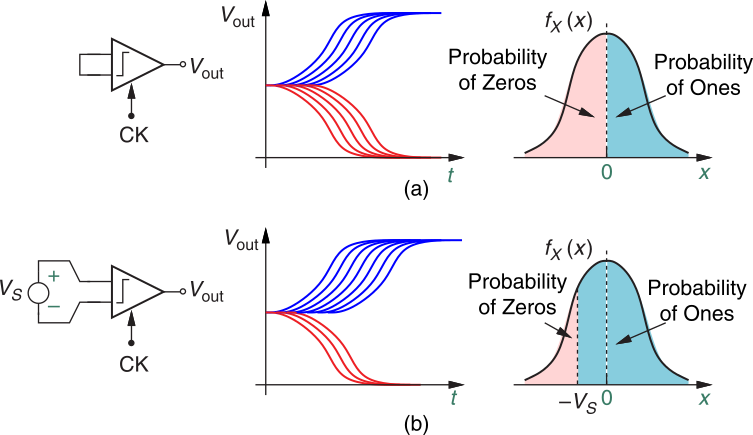 V_out
CK
V_out
t
f_X (x)
Probability
of Zeros
Probability
of Ones
0
x
(a)
V_S
+
−
V_out
CK
V_out
t
f_X (x)
Probability
of Zeros
Probability
of Ones
−V_S
0
x
(b)